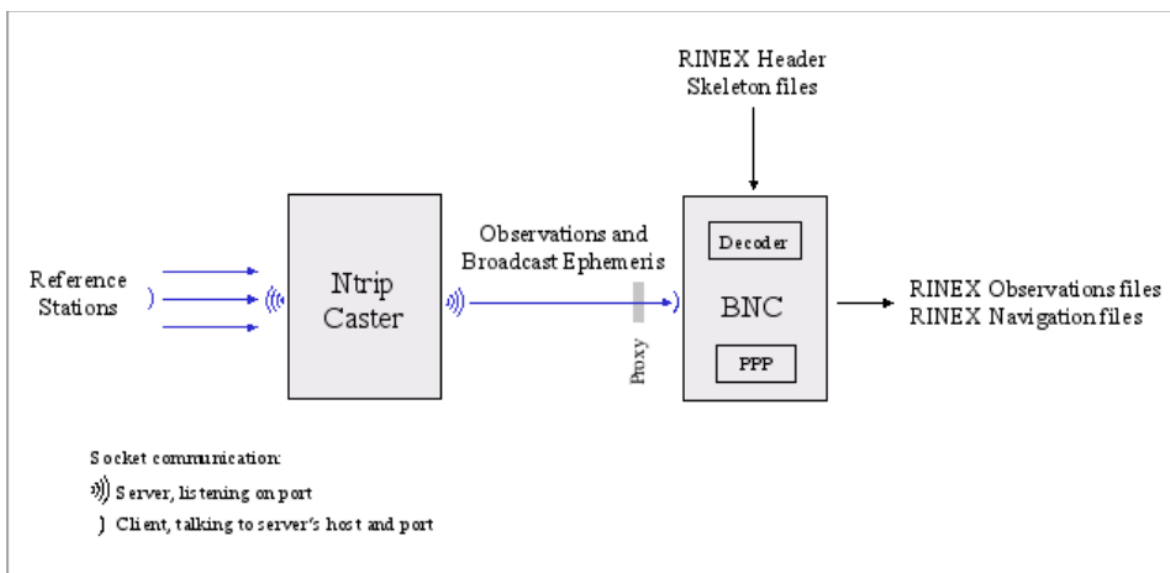 RINEX Header
Skeleton files
Reference
Stations
Ntrip
Caster
Observations and
Broadcast Ephemeris
Proxy
Decoder
BNC
PPP
RINEX Observations files
RINEX Navigation files
Socket communication:
Server, listening on port
Client, talking to server's host and port